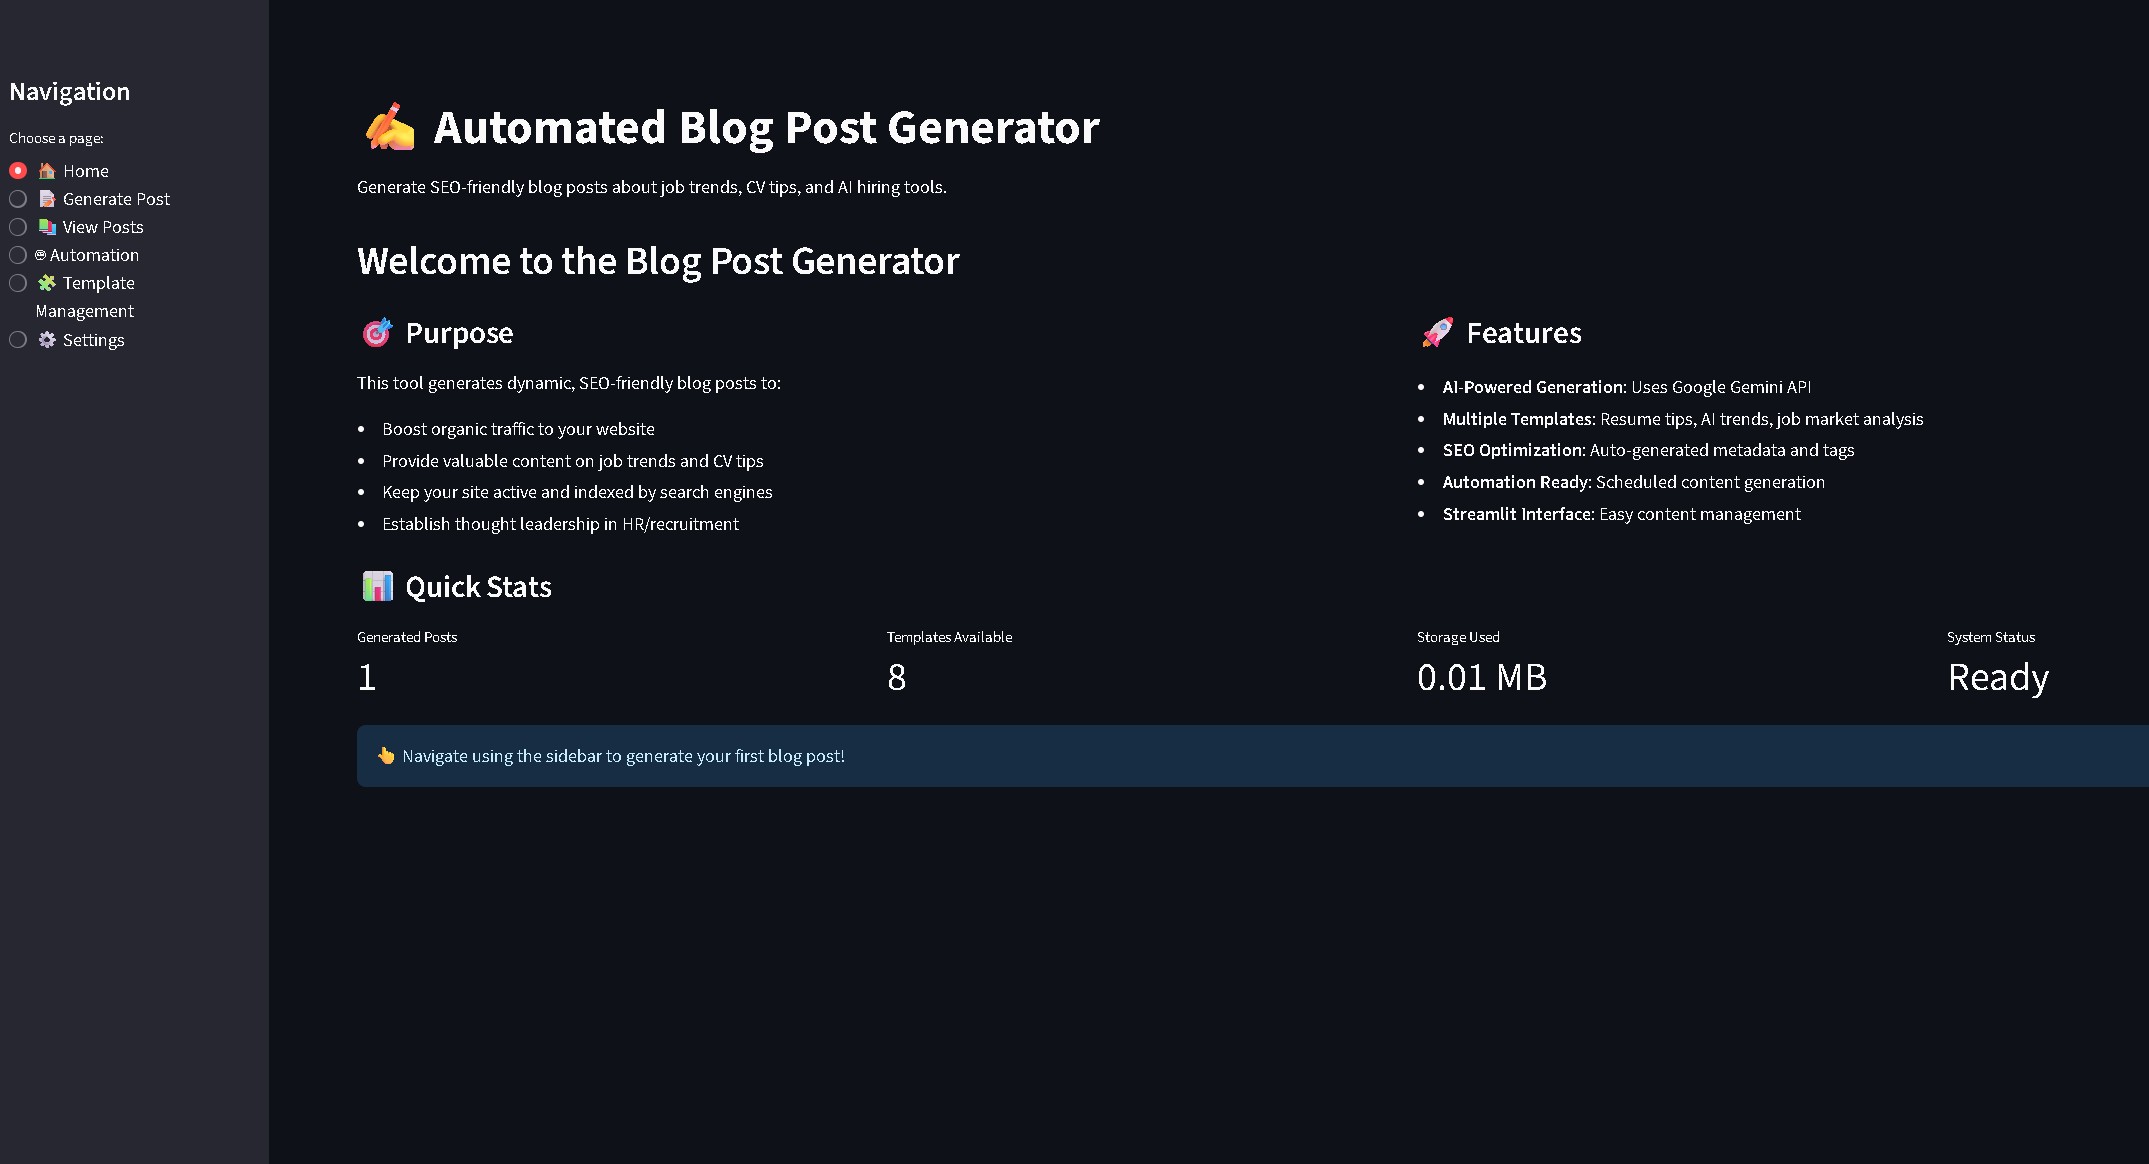 Navigation
Choose a page:
🏠 Home
📝 Generate Post
📚 View Posts
🤖 Automation
🧩 Template
Management
⚙️ Settings
✍️ Automated Blog Post Generator
Generate SEO-friendly blog posts about job trends, CV tips, and AI hiring tools.
Welcome to the Blog Post Generator
🎯 Purpose
This tool generates dynamic, SEO-friendly blog posts to:
• Boost organic traffic to your website
• Provide valuable content on job trends and CV tips
• Keep your site active and indexed by search engines
• Establish thought leadership in HR/recruitment
🚀 Features
• AI-Powered Generation: Uses Google Gemini API
• Multiple Templates: Resume tips, AI trends, job market analysis
• SEO Optimization: Auto-generated metadata and tags
• Automation Ready: Scheduled content generation
• Streamlit Interface: Easy content management
📊 Quick Stats
Generated Posts
1
Templates Available
8
Storage Used
0.01 MB
System Status
Ready
👆 Navigate using the sidebar to generate your first blog post!